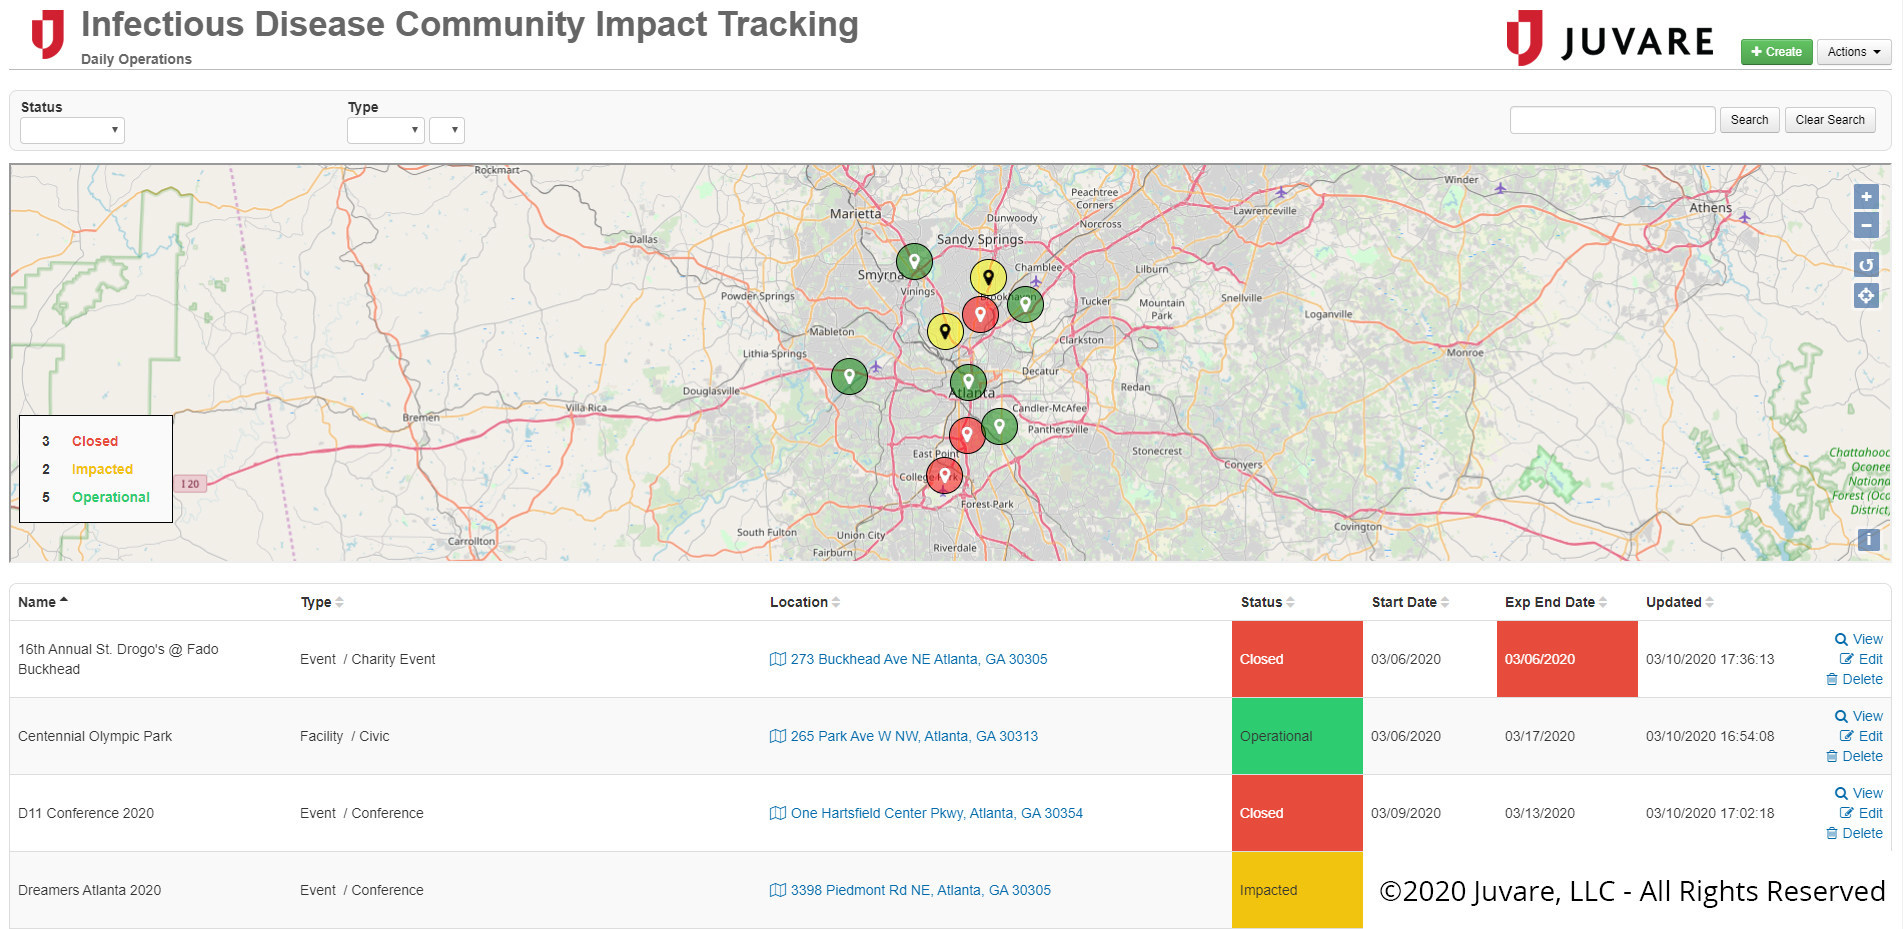 Infectious Disease Community Impact Tracking
Daily Operations
JUVARE
Create
Actions
Status
Type
Search
Clear Search
Rockmart
Winder
Peachtree
Corners
Marietta
Lawrenceville
Athens
Dunwoody
Norcross
Dallas
Sandy Springs
Chamblee
Lilburn
Smyrna
Vinings
Powder Springs
Brookhaven
Tucker
Mountain
Park
Snellville
Loganville
Mableton
Clarkston
Lithia Springs
Monroe
Decatur
Douglasville
Redan
Atlanta
Villa Rica
Candler-McAfee
Bremen
Panthersville
3 Closed
2 Impacted
5 Operational
East Point
Stonecrest
Conyers
College Park
I 20
Forest Park
Chattahooc
Oconee
Nationa
Forest (Oco
District,
Covington
South Fulton
Union City
Carrollton
Riverdale
Fairburn
i
Name Type Location Status Start Date Exp End Date Updated
16th Annual St. Drogo's @ Fado
Buckhead
Event / Charity Event
273 Buckhead Ave NE Atlanta, GA 30305
Closed
03/06/2020
03/06/2020
03/10/2020 17:36:13
View
Edit
Delete
Centennial Olympic Park
Facility / Civic
265 Park Ave W NW, Atlanta, GA 30313
Operational
03/06/2020
03/17/2020
03/10/2020 16:54:08
View
Edit
Delete
D11 Conference 2020
Event / Conference
One Hartsfield Center Pkwy, Atlanta, GA 30354
Closed
03/09/2020
03/13/2020
03/10/2020 17:02:18
View
Edit
Delete
Dreamers Atlanta 2020
Event / Conference
3398 Piedmont Rd NE, Atlanta, GA 30305
Impacted
©2020 Juvare, LLC - All Rights Reserved